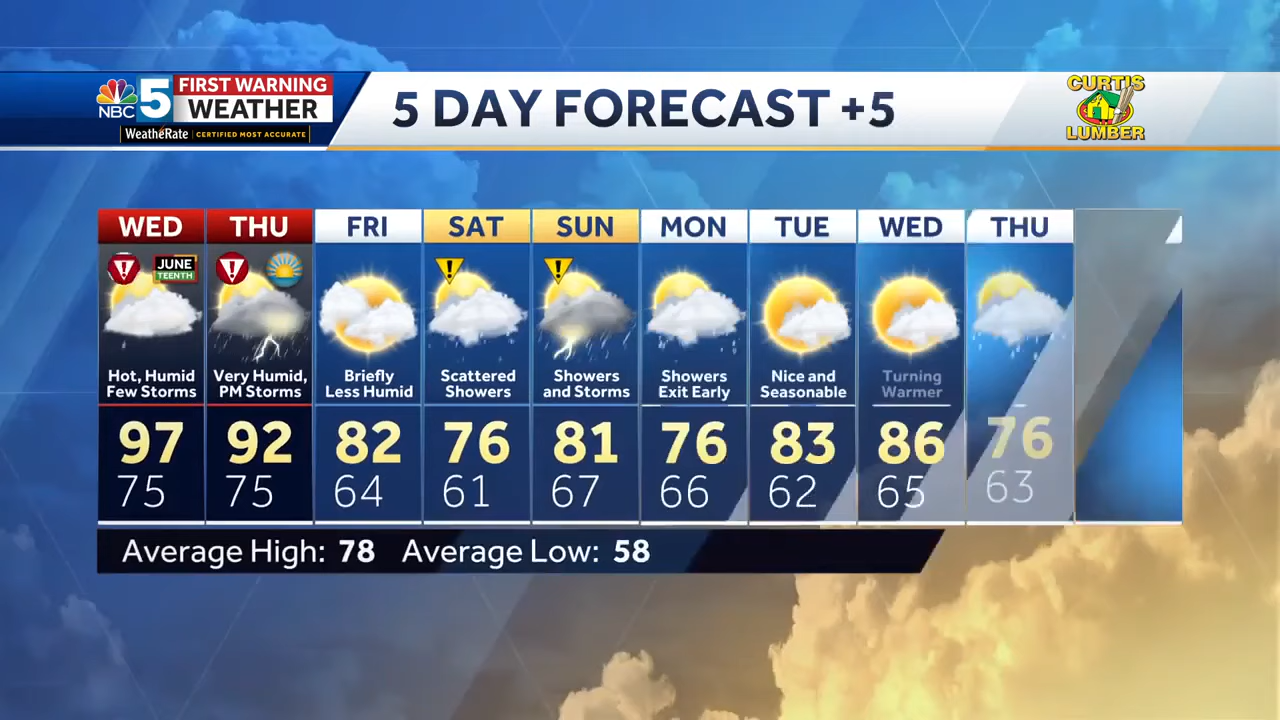 NBC 5 FIRST WARNING
WEATHER
WeatheRate CERTIFIED MOST ACCURATE
5 DAY FORECAST +5
CURTIS
LUMBER
WED THU FRI SAT SUN MON TUE WED THU
JUNE
TEENTH
Hot, Humid Very Humid, Briefly Scattered Showers Showers Nice and Turning
Few Storms PM Storms Less Humid Showers and Storms Exit Early Seasonable Warmer
97 92 82 76 81 76 83 86 76
75 75 64 61 67 66 62 65 63
Average High: 78 Average Low: 58